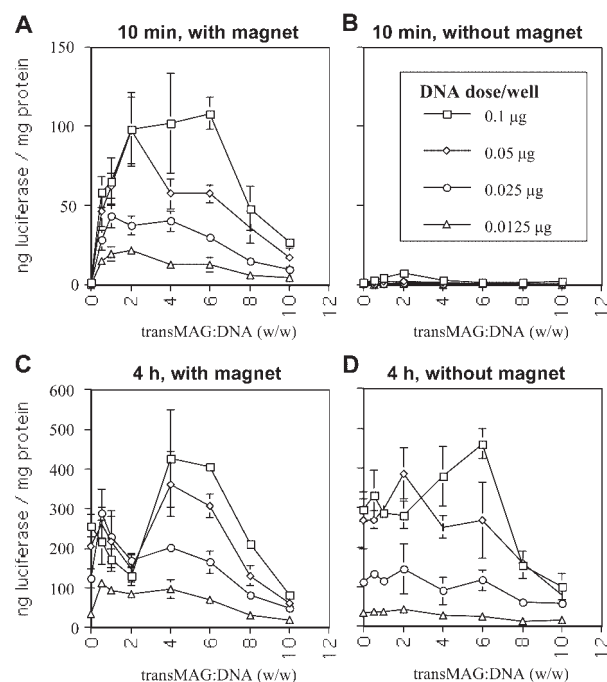 A
10 min, with magnet
B
10 min, without magnet
150
100
50
0
ng luciferase / mg protein
0
2
4
6
8
10
12
transMAG:DNA (w/w)
DNA dose/well
0.1 µg
0.05 µg
0.025 µg
0.0125 µg
0
2
4
6
8
10
12
transMAG:DNA (w/w)
C
4 h, with magnet
D
4 h, without magnet
600
500
400
300
200
100
0
ng luciferase / mg protein
0
2
4
6
8
10
12
transMAG:DNA (w/w)
0
2
4
6
8
10
12
transMAG:DNA (w/w)